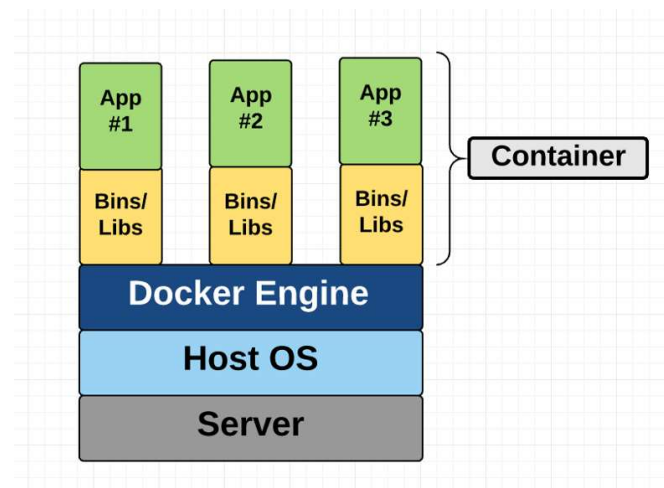 App
#1
App
#2
App
#3
Container
Bins/
Libs
Bins/
Libs
Bins/
Libs
Docker Engine
Host OS
Server